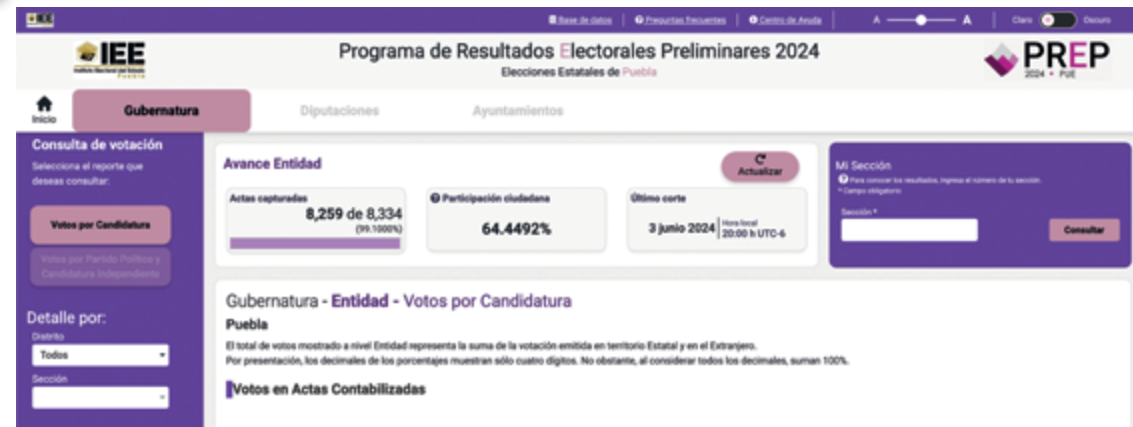 IEE
Base de datos
Preguntas frecuentes
Centro de Ayuda
A
A
Claro
Oscuro
IEE
Instituto Electoral del Estado
Puebla
Programa de Resultados Electorales Preliminares 2024
Elecciones Estatales de Puebla
PREP
2024 • PUE
Inicio
Gubernatura
Diputaciones
Ayuntamientos
Consulta de votación
Selecciona el reporte que
deseas consultar:
Votos por Candidatura
Votos por Partido Político y
Candidatura Independiente
Detalle por:
Distrito
Todos
Sección
Avance Entidad
Actualizar
Actas capturadas
8,259 de 8,334
(99.1000%)
Participación ciudadana
64.4492%
Último corte
3 junio 2024
Hora local
20:00 h UTC-6
Mi Sección
Para conocer los resultados, ingresa el número de tu sección.
* Campo obligatorio
Sección *
Consultar
Gubernatura - Entidad - Votos por Candidatura
Puebla
El total de votos mostrado a nivel Entidad representa la suma de la votación emitida en territorio Estatal y en el Extranjero.
Por presentación, los decimales de los porcentajes muestran sólo cuatro dígitos. No obstante, al considerar todos los decimales, suman 100%.
Votos en Actas Contabilizadas